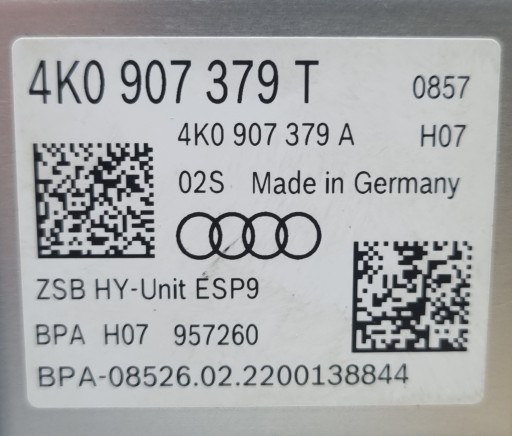 4K0 907 379 T 0857
4K0 907 379 A H07
02S Made in Germany
ZSB HY-Unit ESP9
BPA H07 957260
BPA-08526.02.2200138844